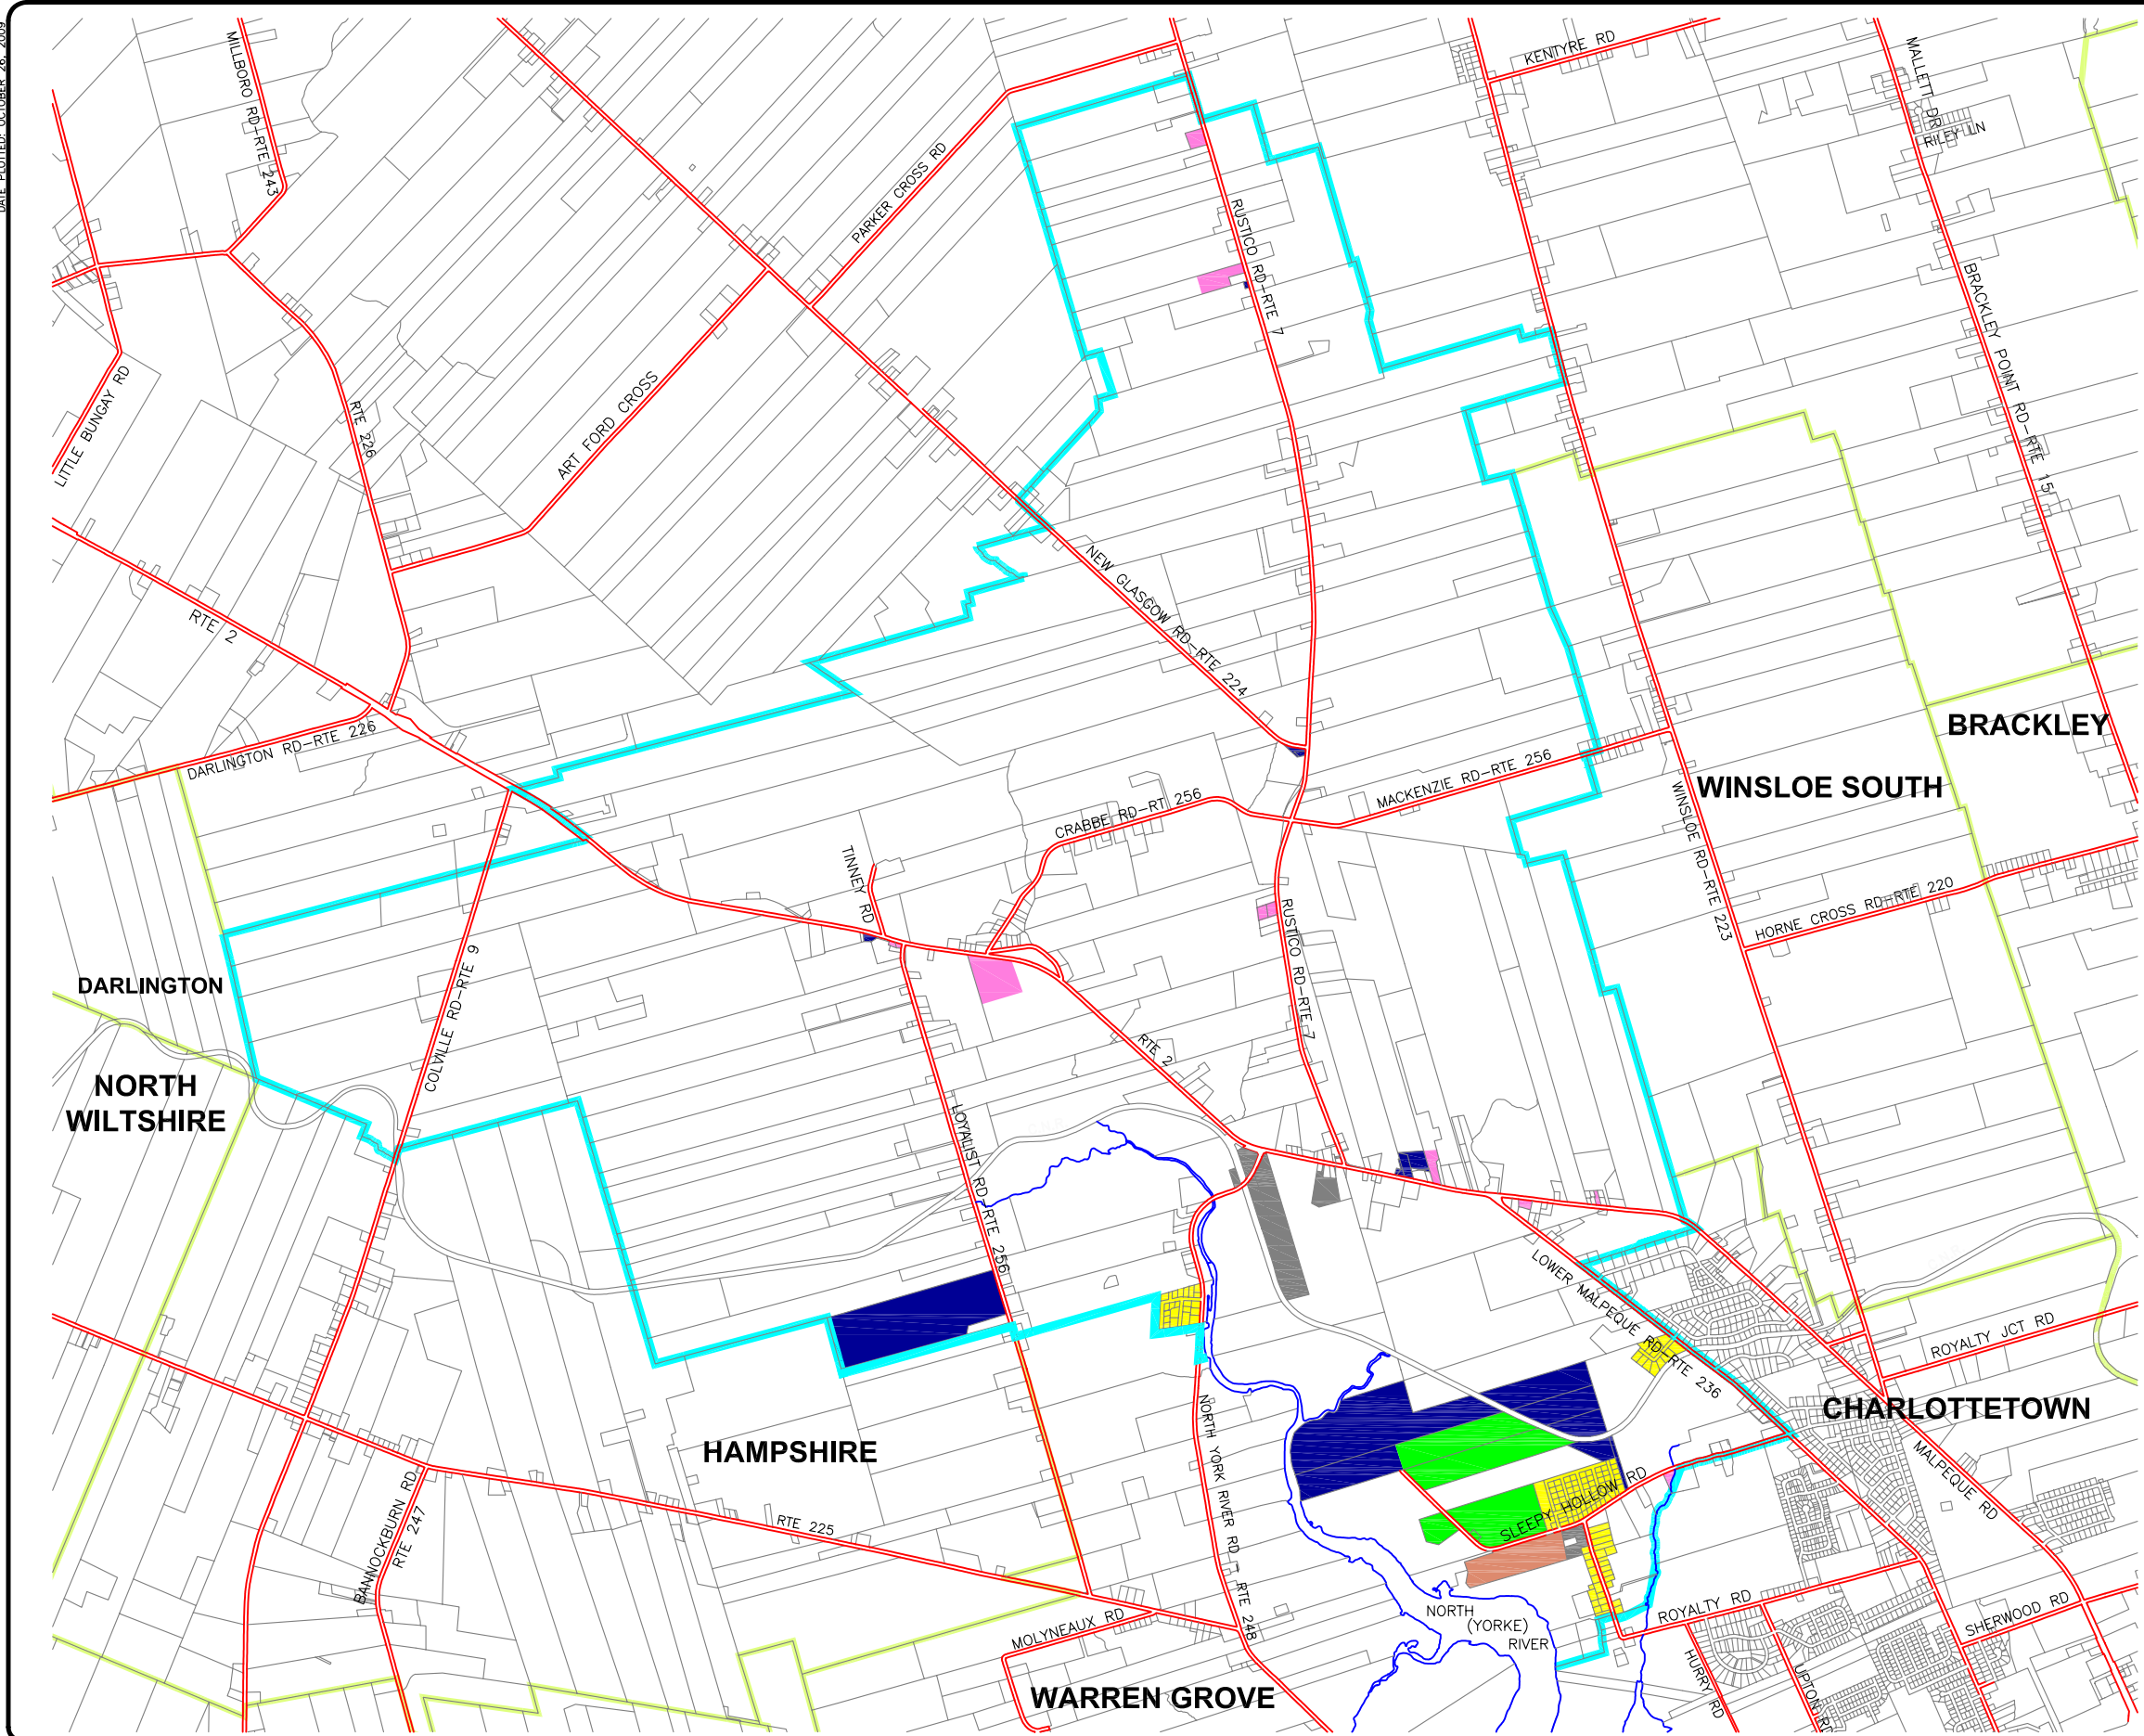 DATE PLOTTED: OCTOBER 26, 2009
MILLBORO RD-RTE 243
KENTYRE RD
MALLETT DR
RILEY LN
PARKER CROSS RD
RUSTICO RD-RTE 7
BRACKLEY POINT RD-RTE 15
LITTLE BUNGAY RD
RTE 226
ART FORD CROSS
NEW GLASGOW RD-RTE 224
RTE 2
DARLINGTON RD-RTE 226
BRACKLEY
WINSLOE SOUTH
MACKENZIE RD-RTE 256
CRABBE RD-RT 256
WINSLOE RD-RTE 223
TINNEY RD
HORNE CROSS RD-RTE 220
RUSTICO RD-RTE 7
COLVILLE RD-RTE 9
DARLINGTON
NORTH
WILTSHIRE
RTE 2
LOYALIST RD-RTE 256
LOWER MALPEQUE RD-RTE 236
ROYALTY JCT RD
CHARLOTTETOWN
HAMPSHIRE
NORTH YORK RIVER RD - RTE 248
MALPEQUE RD
BANNOCKBURN RD
RTE 247
RTE 225
SLEEPY HOLLOW RD
NORTH
(YORKE)
RIVER
MOLYNEAUX RD
ROYALTY RD
SHERWOOD RD
HURRY RD
UPTON RD
WARREN GROVE